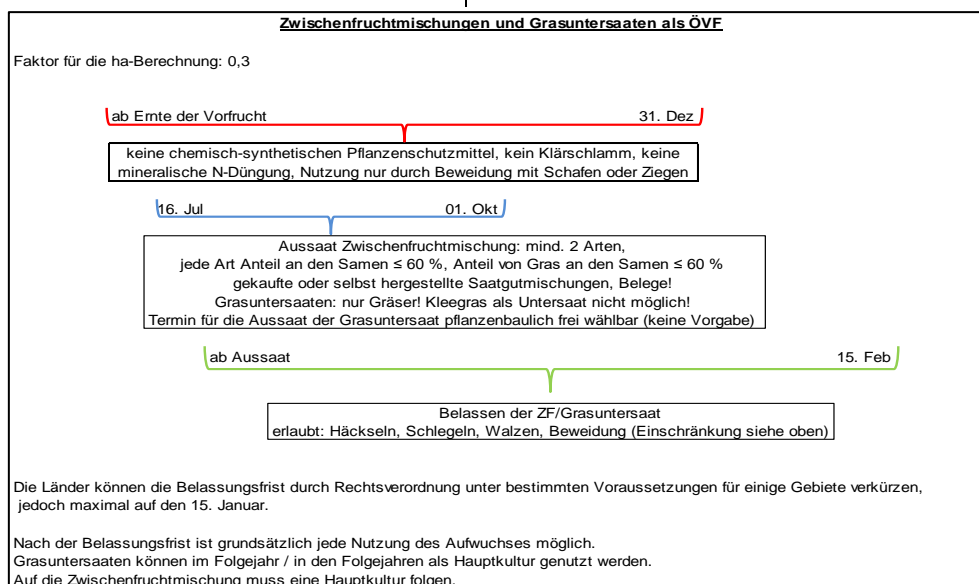 Zwischenfruchtmischungen und Grasuntersaaten als ÖVF
Faktor für die ha-Berechnung: 0,3
ab Ernte der Vorfrucht 31. Dez
keine chemisch-synthetischen Pflanzenschutzmittel, kein Klärschlamm, keine
mineralische N-Düngung, Nutzung nur durch Beweidung mit Schafen oder Ziegen
16. Jul 01. Okt
Aussaat Zwischenfruchtmischung: mind. 2 Arten,
jede Art Anteil an den Samen ≤ 60 %, Anteil von Gras an den Samen ≤ 60 %
gekaufte oder selbst hergestellte Saatgutmischungen, Belege!
Grasuntersaaten: nur Gräser! Kleegras als Untersaat nicht möglich!
Termin für die Aussaat der Grasuntersaat pflanzenbaulich frei wählbar (keine Vorgabe)
ab Aussaat 15. Feb
Belassen der ZF/Grasuntersaat
erlaubt: Häckseln, Schlegeln, Walzen, Beweidung (Einschränkung siehe oben)
Die Länder können die Belassungsfrist durch Rechtsverordnung unter bestimmten Voraussetzungen für einige Gebiete verkürzen,
jedoch maximal auf den 15. Januar.
Nach der Belassungsfrist ist grundsätzlich jede Nutzung des Aufwuchses möglich.
Grasuntersaaten können im Folgejahr / in den Folgejahren als Hauptkultur genutzt werden.
Auf die Zwischenfruchtmischung muss eine Hauptkultur folgen.